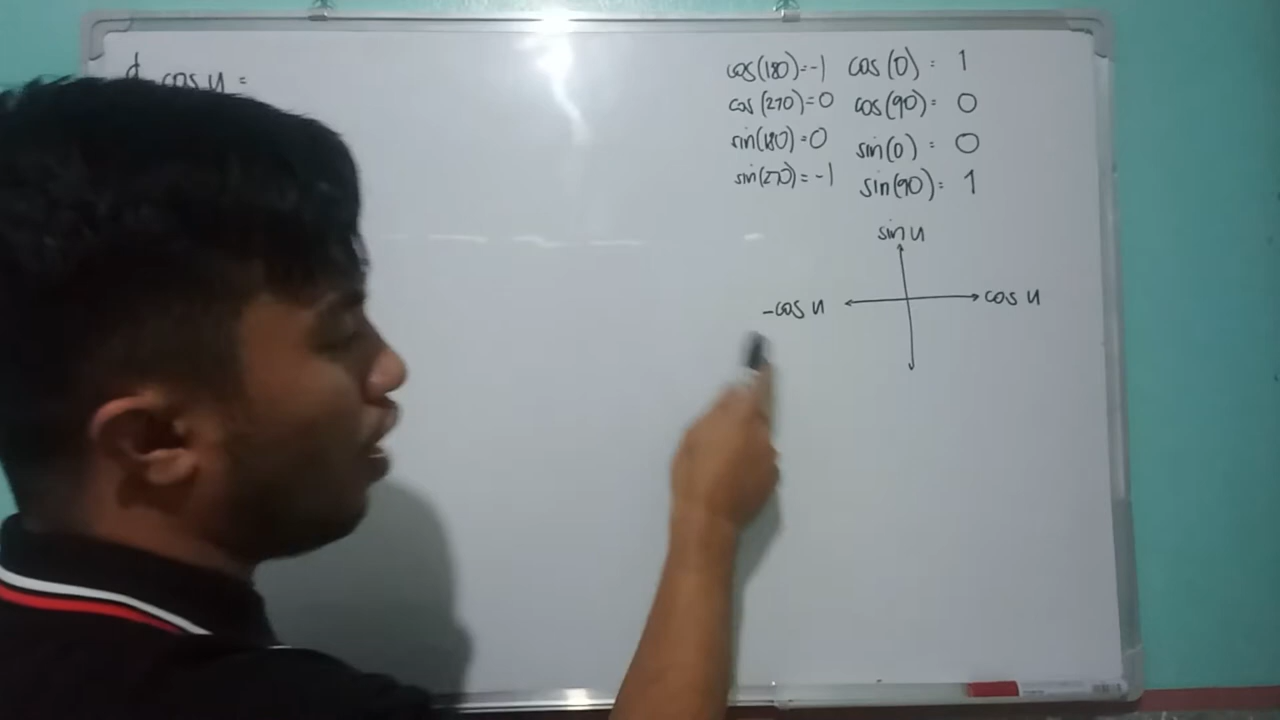 d cos u =
cos(180)=-1 cos(0) = 1
cos(270)=0 cos(90) = 0
sin(180)=0 sin(0) = 0
sin(270)=-1 sin(90) = 1
sin u
-cos u
cos u